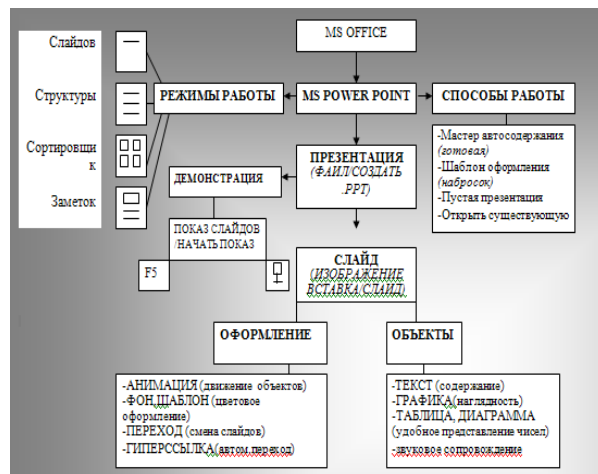 MS OFFICE
Слайдов
Структуры
Сортировщи
к
Заметок
РЕЖИМЫ РАБОТЫ
MS POWER POINT
СПОСОБЫ РАБОТЫ
-Мастер автосодержания
(готовая)
-Шаблон оформления
(набросок)
-Пустая презентация
-Открыть существующую
ПРЕЗЕНТАЦИЯ
(ФАИЛ/СОЗДАТЬ
.PPT)
ДЕМОНСТРАЦИЯ
ПОКАЗ СЛАЙДОВ
/НАЧАТЬ ПОКАЗ
F5
СЛАЙД
(ИЗОБРАЖЕНИЕ
ВСТАВКА/СЛАЙД)
ОФОРМЛЕНИЕ
ОБЪЕКТЫ
-АНИМАЦИЯ (движение объектов)
-ФОН,ШАБЛОН (цветовое
оформление)
-ПЕРЕХОД (смена слайдов)
-ГИПЕРССЫЛКА(автом.переход)
-ТЕКСТ (содержание)
-ГРАФИКА(наглядность)
-ТАБЛИЦА, ДИАГРАММА
(удобное представление чисел)
-звуковое сопровождение